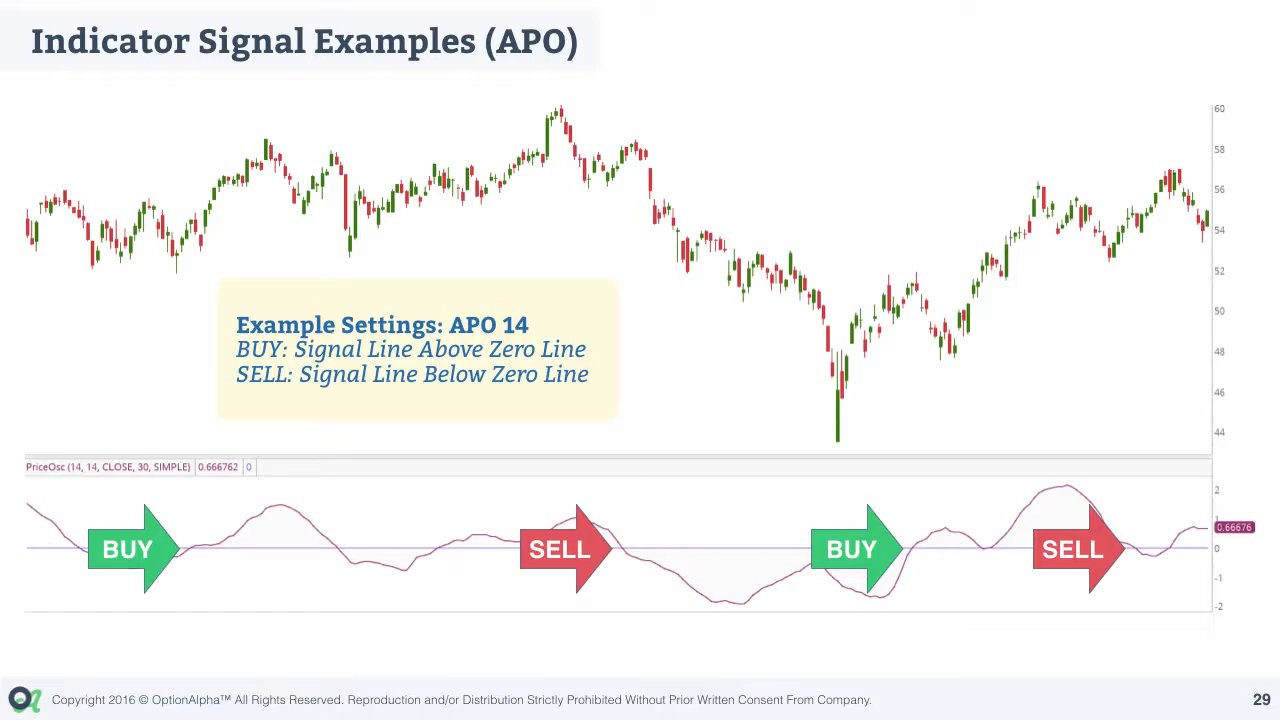 Indicator Signal Examples (APO)
60
58
56
54
52
50
48
46
44
Example Settings: APO 14
BUY: Signal Line Above Zero Line
SELL: Signal Line Below Zero Line
PriceOsc (14, 14, CLOSE, 30, SIMPLE) 0.666762 0
2
1
0.66676
0
-1
-2
BUY
SELL
BUY
SELL
Copyright 2016 © OptionAlpha™ All Rights Reserved. Reproduction and/or Distribution Strictly Prohibited Without Prior Written Consent From Company.
29